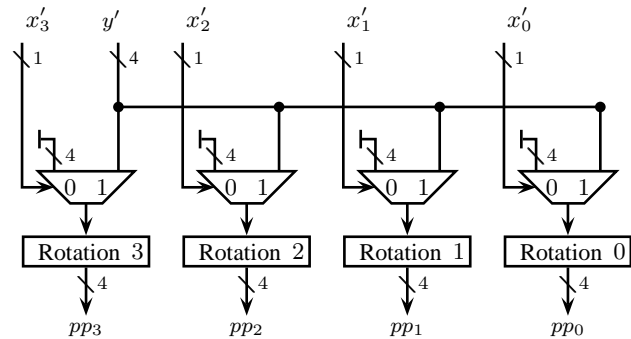 x′₃ y′ x′₂ x′₁ x′₀
1 4 1 1 1
4 4 4 4
0 1 0 1 0 1 0 1
Rotation 3 Rotation 2 Rotation 1 Rotation 0
4 4 4 4
pp₃ pp₂ pp₁ pp₀